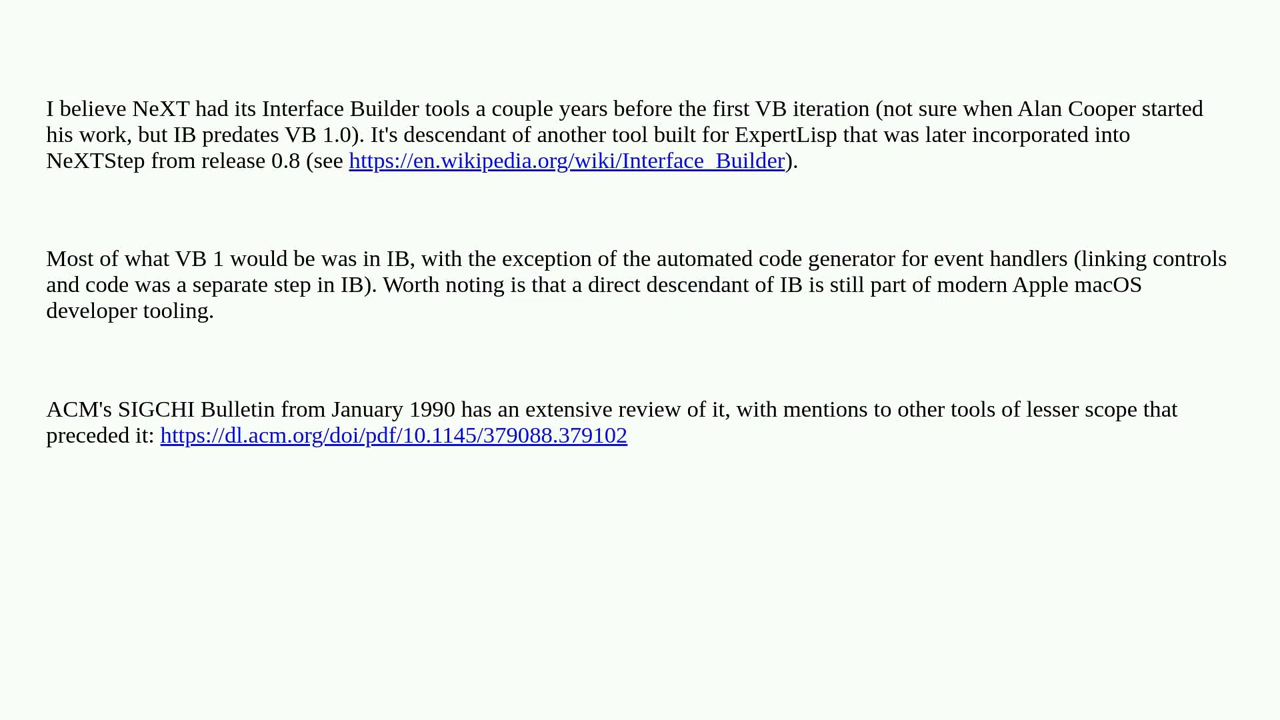 I believe NeXT had its Interface Builder tools a couple years before the first VB iteration (not sure when Alan Cooper started
his work, but IB predates VB 1.0). It's descendant of another tool built for ExpertLisp that was later incorporated into
NeXTStep from release 0.8 (see https://en.wikipedia.org/wiki/Interface_Builder).
Most of what VB 1 would be was in IB, with the exception of the automated code generator for event handlers (linking controls
and code was a separate step in IB). Worth noting is that a direct descendant of IB is still part of modern Apple macOS
developer tooling.
ACM's SIGCHI Bulletin from January 1990 has an extensive review of it, with mentions to other tools of lesser scope that
preceded it: https://dl.acm.org/doi/pdf/10.1145/379088.379102